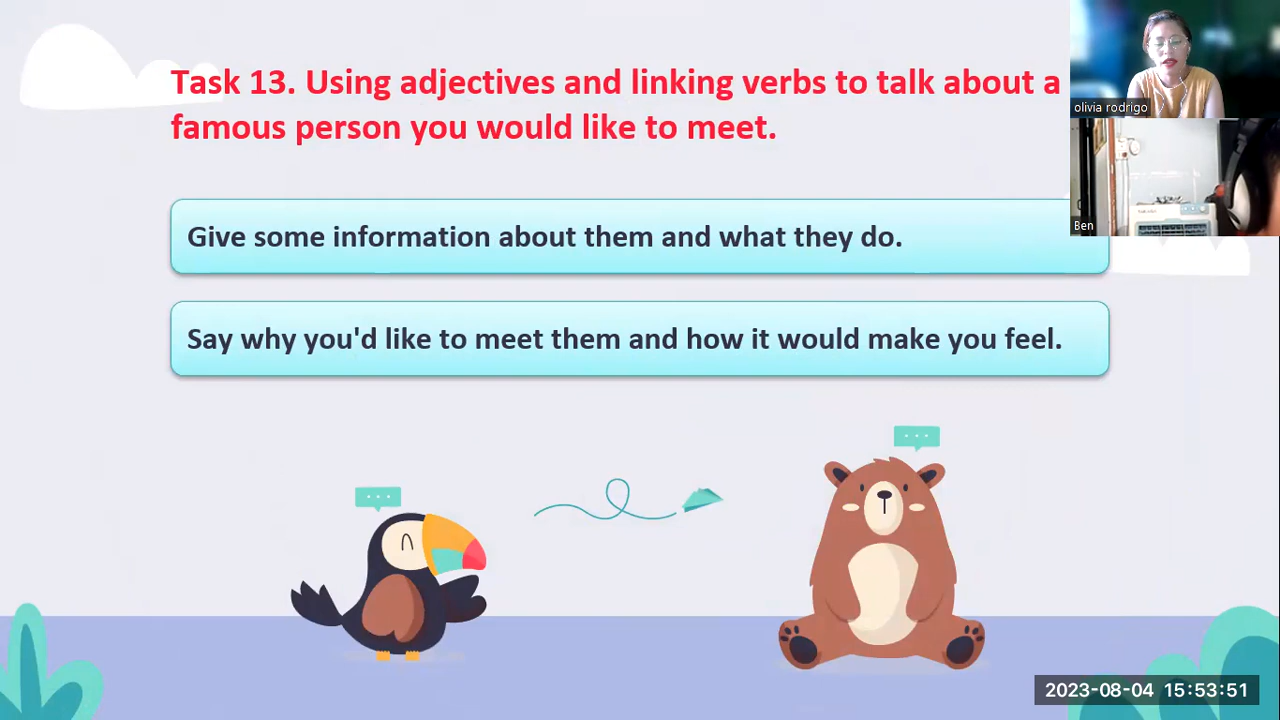 Task 13. Using adjectives and linking verbs to talk about a
famous person you would like to meet.
olivia rodrigo
Ben
Give some information about them and what they do.
Say why you'd like to meet them and how it would make you feel.
2023-08-04 15:53:51